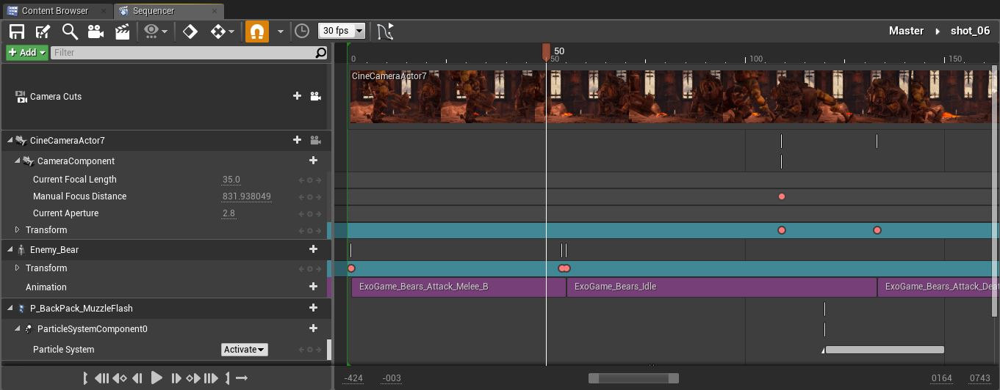 Content Browser
Sequencer
30 fps
Master
shot_06
Add
Filter
50
0
50
100
150
CineCameraActor7
Camera Cuts
CineCameraActor7
CameraComponent
Current Focal Length 35.0
Manual Focus Distance 831.938049
Current Aperture 2.8
Transform
Enemy_Bear
Transform
Animation
ExoGame_Bears_Attack_Melee_B
ExoGame_Bears_Idle
ExoGame_Bears_Attack_Deat
P_BackPack_MuzzleFlash
ParticleSystemComponent0
Particle System Activate
-424 -003 0164 0743